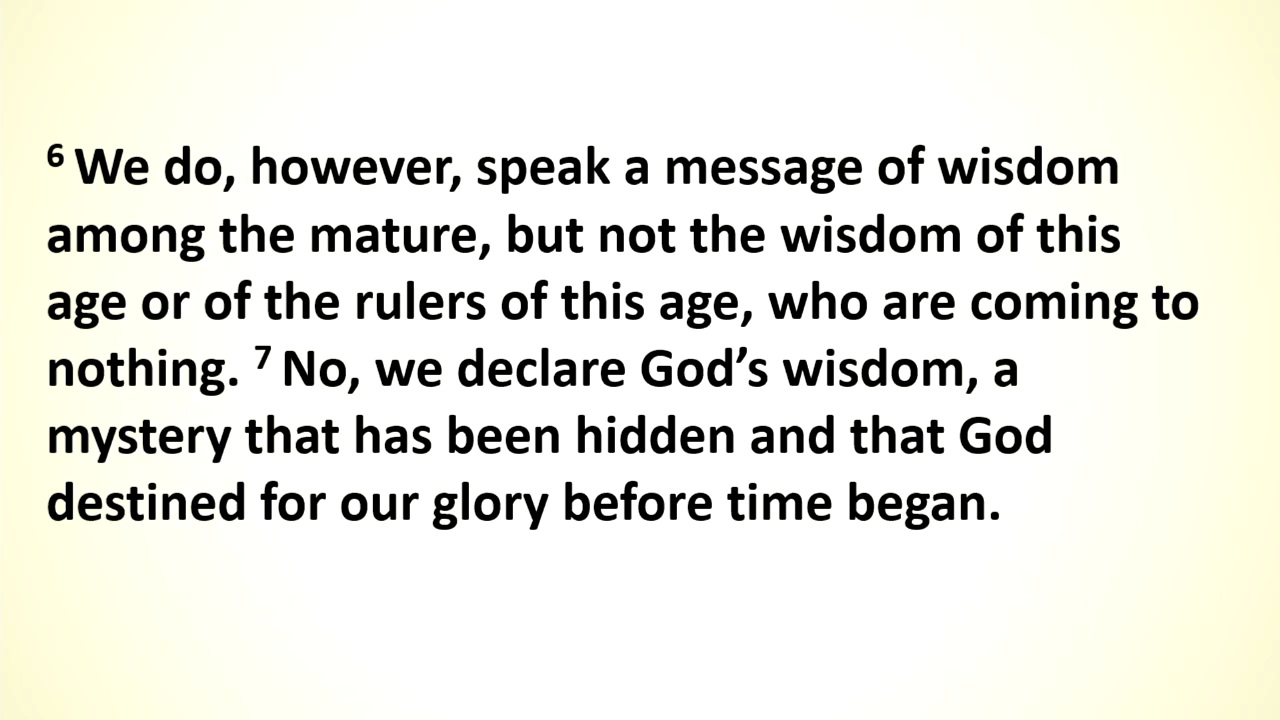 ⁶ We do, however, speak a message of wisdom
among the mature, but not the wisdom of this
age or of the rulers of this age, who are coming to
nothing. ⁷ No, we declare God’s wisdom, a
mystery that has been hidden and that God
destined for our glory before time began.